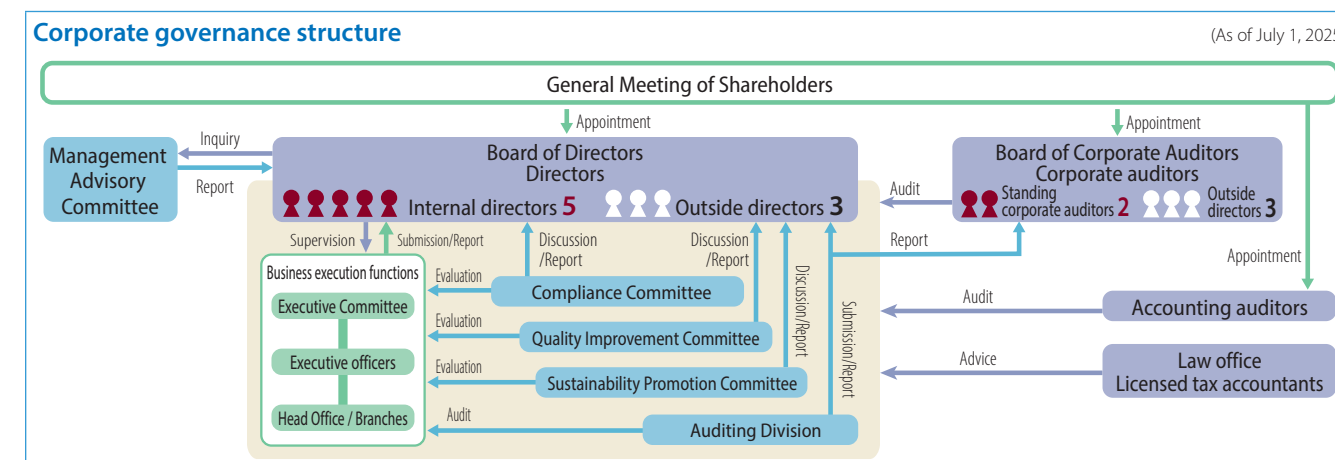 Corporate governance structure
(As of July 1, 2025
General Meeting of Shareholders
Appointment
Appointment
Management
Advisory
Committee
Inquiry
Report
Board of Directors
Directors
Internal directors 5
Outside directors 3
Audit
Board of Corporate Auditors
Corporate auditors
Standing
corporate auditors 2
Outside
directors 3
Supervision
Submission/Report
Discussion
/Report
Discussion
/Report
Discussion/Report
Submission/Report
Report
Appointment
Business execution functions
Executive Committee
Executive officers
Head Office / Branches
Evaluation
Compliance Committee
Evaluation
Quality Improvement Committee
Evaluation
Sustainability Promotion Committee
Audit
Auditing Division
Audit
Accounting auditors
Advice
Law office
Licensed tax accountants